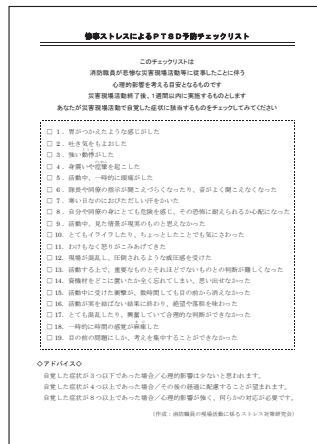 惨事ストレスによるPTSD予防チェックリスト
このチェックリストは
消防職員が悲惨な災害現場活動等に従事したことに伴う
心理的影響を考える目安となるものです
災害現場活動終了後、1週間以内に実施するものとします
あなたが災害現場活動で自覚した症状に該当するものをチェックしてみてください
□ 1. 胃がつかえたような感じがした
□ 2. 吐き気をもよおした
□ 3. 強い動悸がした
□ 4. 身震いや痙攣を起こした
□ 5. 活動中、一時的に頭痛がした
□ 6. 隊長や同僚の指示が聞こえづらくなったり、音がよく聞こえなくなった
□ 7. 寒い日なのにおびただしい汗をかいた
□ 8. 自分や同僚の身にとても危険を感じ、その恐怖に耐えられるか心配になった
□ 9. 活動中、見た情景が現実のものと思えなかった
□ 10. とてもイライラしたり、ちょっとしたことでも気にさわった
□ 11. わけもなく怒りがこみあげてきた
□ 12. 現場が混乱し、圧倒されるような威圧感を受けた
□ 13. 活動する上で、重要なものとそれほどでないものとの判断が難しくなった
□ 14. 資機材をどこに置いたか全く忘れてしまい、思い出せなかった
□ 15. 活動中に受けた衝撃が、数時間しても目の前から消えなかった
□ 16. 活動が実を結ばない結果に終わり、絶望や落胆を味わった
□ 17. とても混乱したり、興奮していて合理的な判断ができなかった
□ 18. 一時的に時間の感覚が麻痺した
□ 19. 目の前の問題にしか、考えを集中することができなかった
◇アドバイス◇
自覚した症状が3つ以下であった場合／心理的影響は少ないと思われます。
自覚した症状が4つ以上であった場合／その後の経過に配慮することが望まれます。
自覚した症状が8つ以上であった場合／心理的影響が強く、何らかの対応が必要です。
(作成:消防職員の現場活動に係るストレス対策研究会)